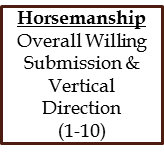 Horsemanship
Overall Willing
Submission &
Vertical
Direction
(1-10)